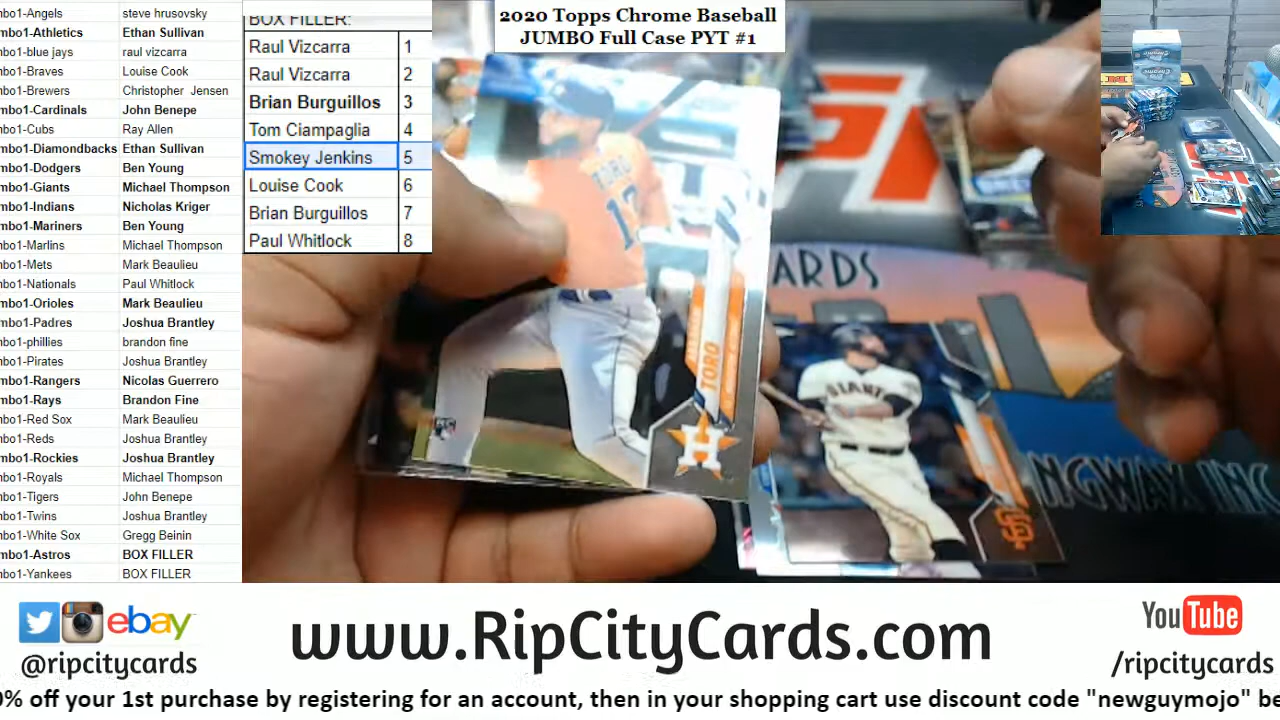 mbo1-Angels steve hrusovsky
mbo1-Athletics Ethan Sullivan
mbo1-blue jays raul vizcarra
mbo1-Braves Louise Cook
mbo1-Brewers Christopher Jensen
mbo1-Cardinals John Benepe
mbo1-Cubs Ray Allen
mbo1-Diamondbacks Ethan Sullivan
mbo1-Dodgers Ben Young
mbo1-Giants Michael Thompson
mbo1-Indians Nicholas Kriger
mbo1-Mariners Ben Young
mbo1-Marlins Michael Thompson
mbo1-Mets Mark Beaulieu
mbo1-Nationals Paul Whitlock
mbo1-Orioles Mark Beaulieu
mbo1-Padres Joshua Brantley
mbo1-phillies brandon fine
mbo1-Pirates Joshua Brantley
mbo1-Rangers Nicolas Guerrero
mbo1-Rays Brandon Fine
mbo1-Red Sox Mark Beaulieu
mbo1-Reds Joshua Brantley
mbo1-Rockies Joshua Brantley
mbo1-Royals Michael Thompson
mbo1-Tigers John Benepe
mbo1-Twins Joshua Brantley
mbo1-White Sox Gregg Beinin
mbo1-Astros BOX FILLER
mbo1-Yankees BOX FILLER
BOX FILLER:
Raul Vizcarra 1
Raul Vizcarra 2
Brian Burguillos 3
Tom Ciampaglia 4
Smokey Jenkins 5
Louise Cook 6
Brian Burguillos 7
Paul Whitlock 8
2020 Topps Chrome Baseball
JUMBO Full Case PYT #1
TORO
13
TORO
H
RC
GIANTS
SF
ARDS
NGWAX INC
ebay
@ripcitycards
www.RipCityCards.com
YouTube
/ripcitycards
0% off your 1st purchase by registering for an account, then in your shopping cart use discount code "newguymojo" be